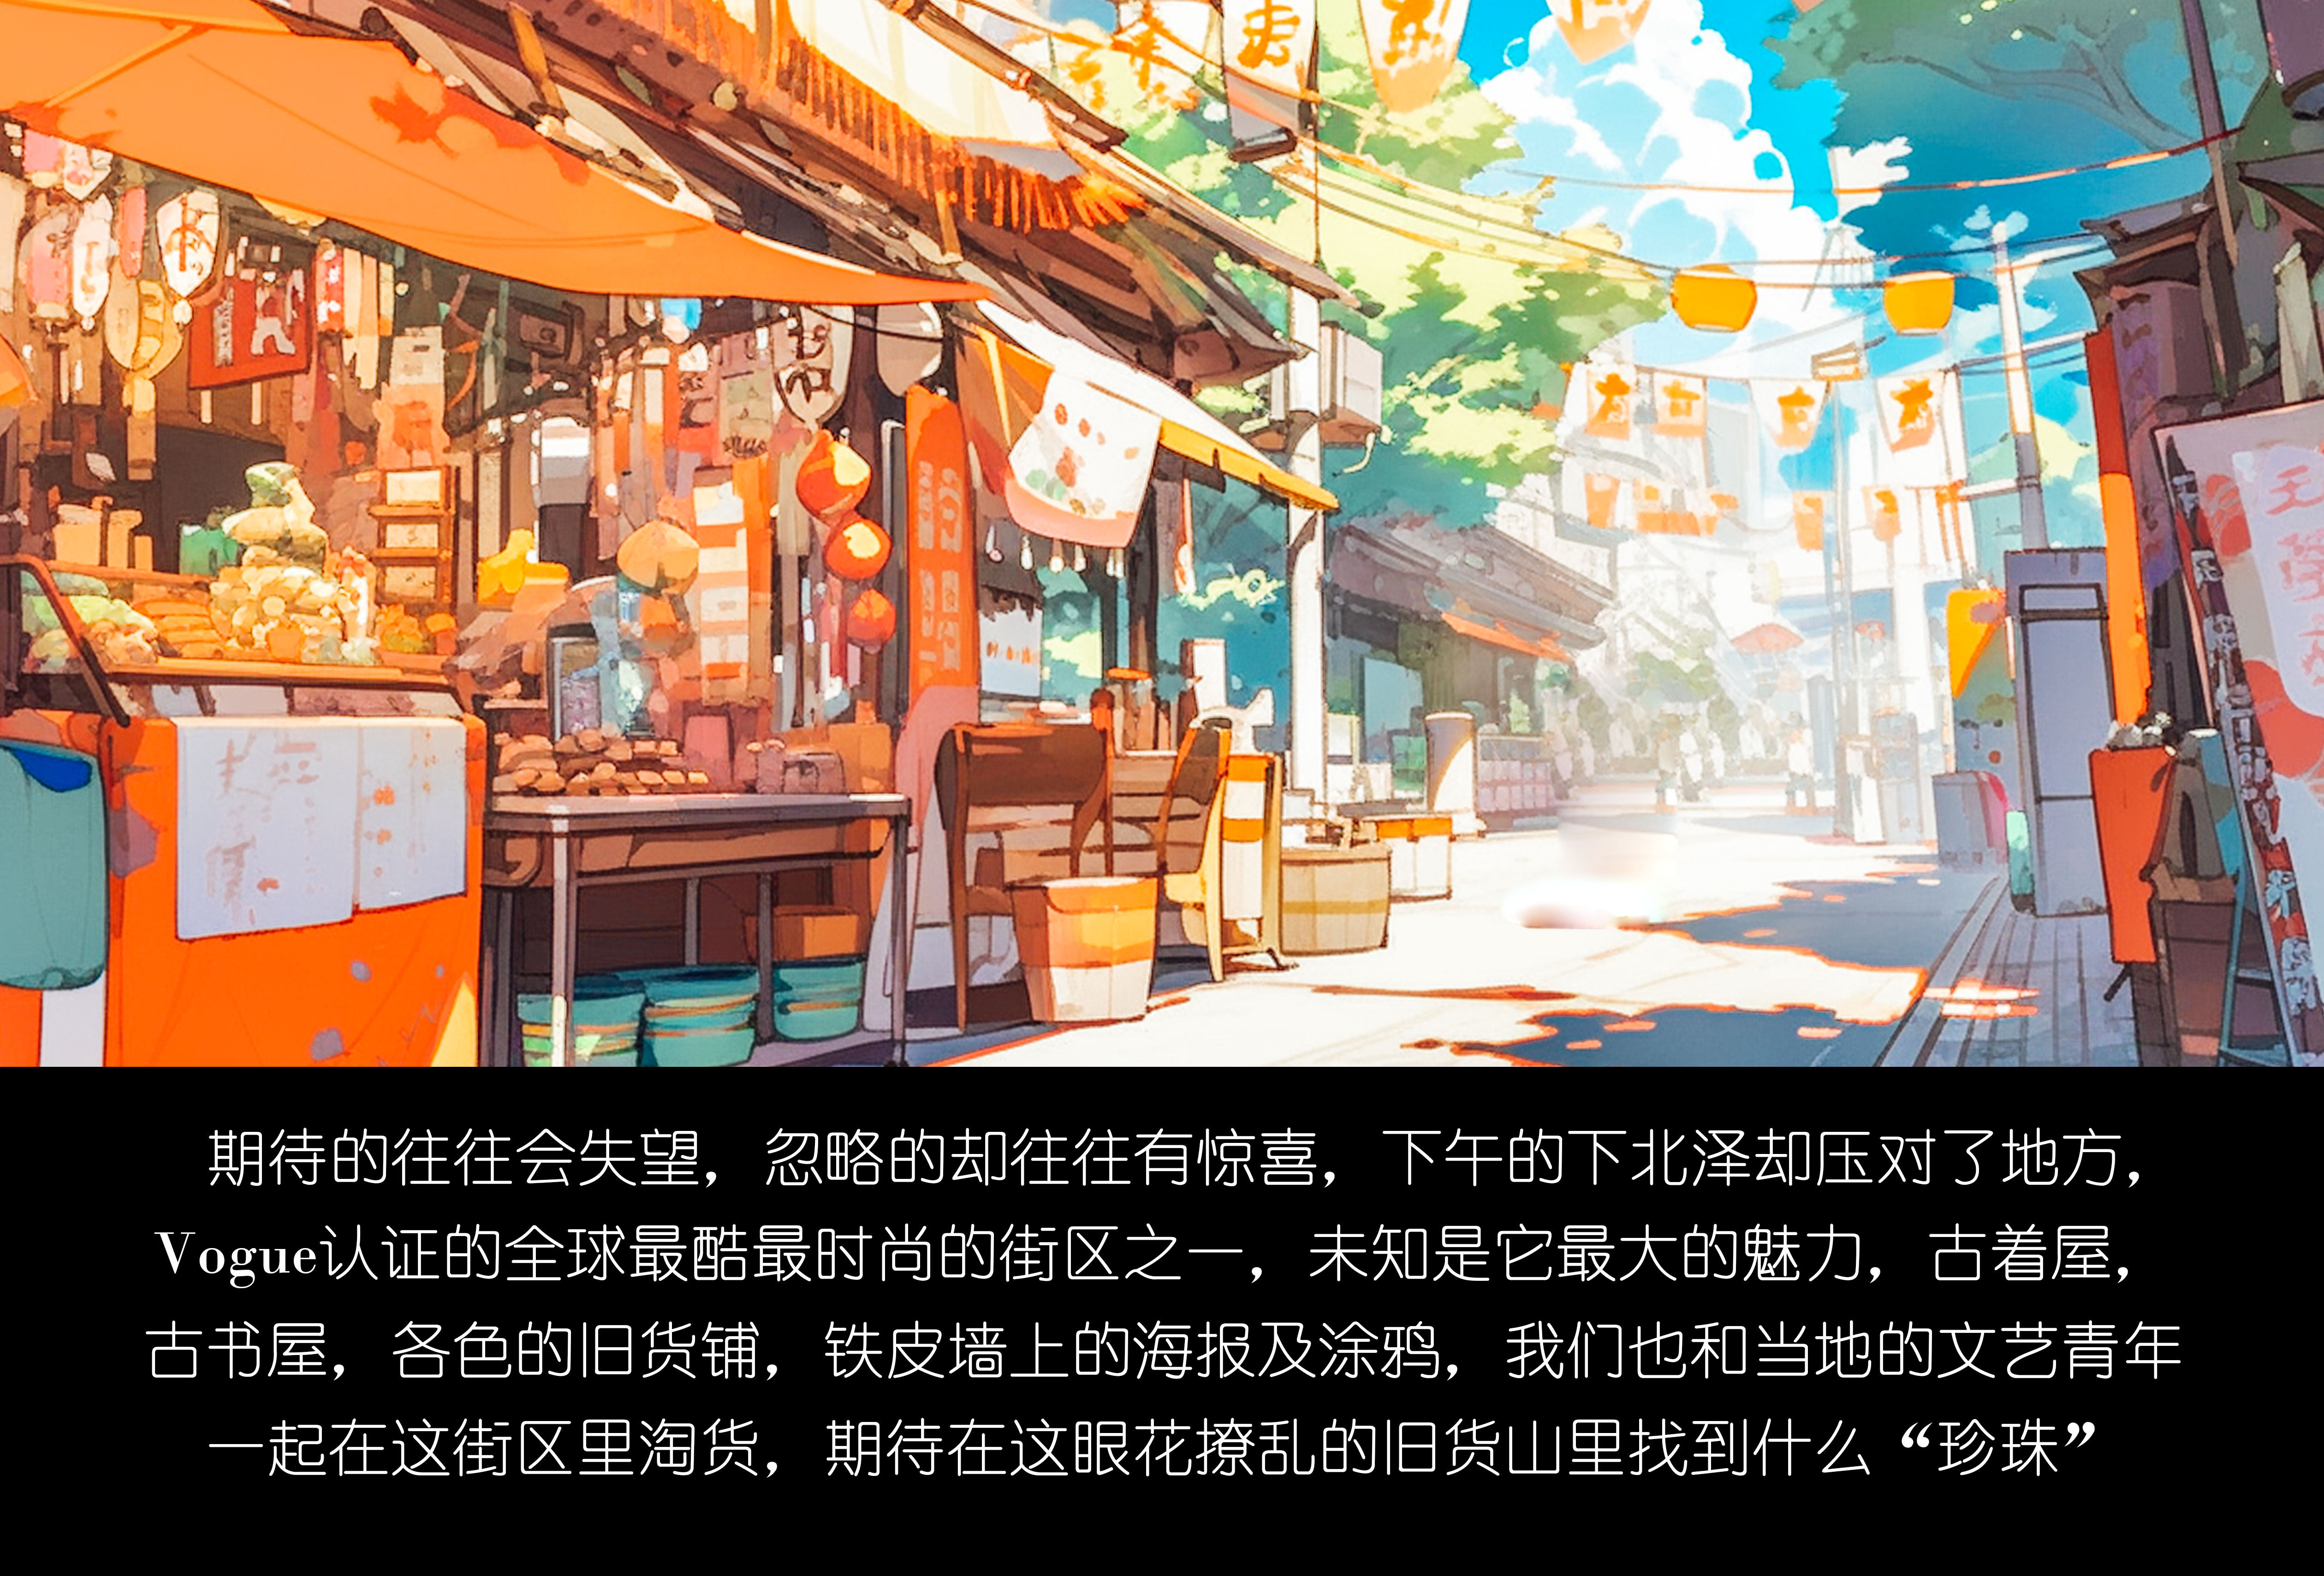 期待的往往会失望，忽略的却往往有惊喜，下午的下北泽却压对了地方，
Vogue认证的全球最酷最时尚的街区之一，未知是它最大的魅力，古着屋，
古书屋，各色的旧货铺，铁皮墙上的海报及涂鸦，我们也和当地的文艺青年
一起在这街区里淘货，期待在这眼花撩乱的旧货山里找到什么“珍珠”